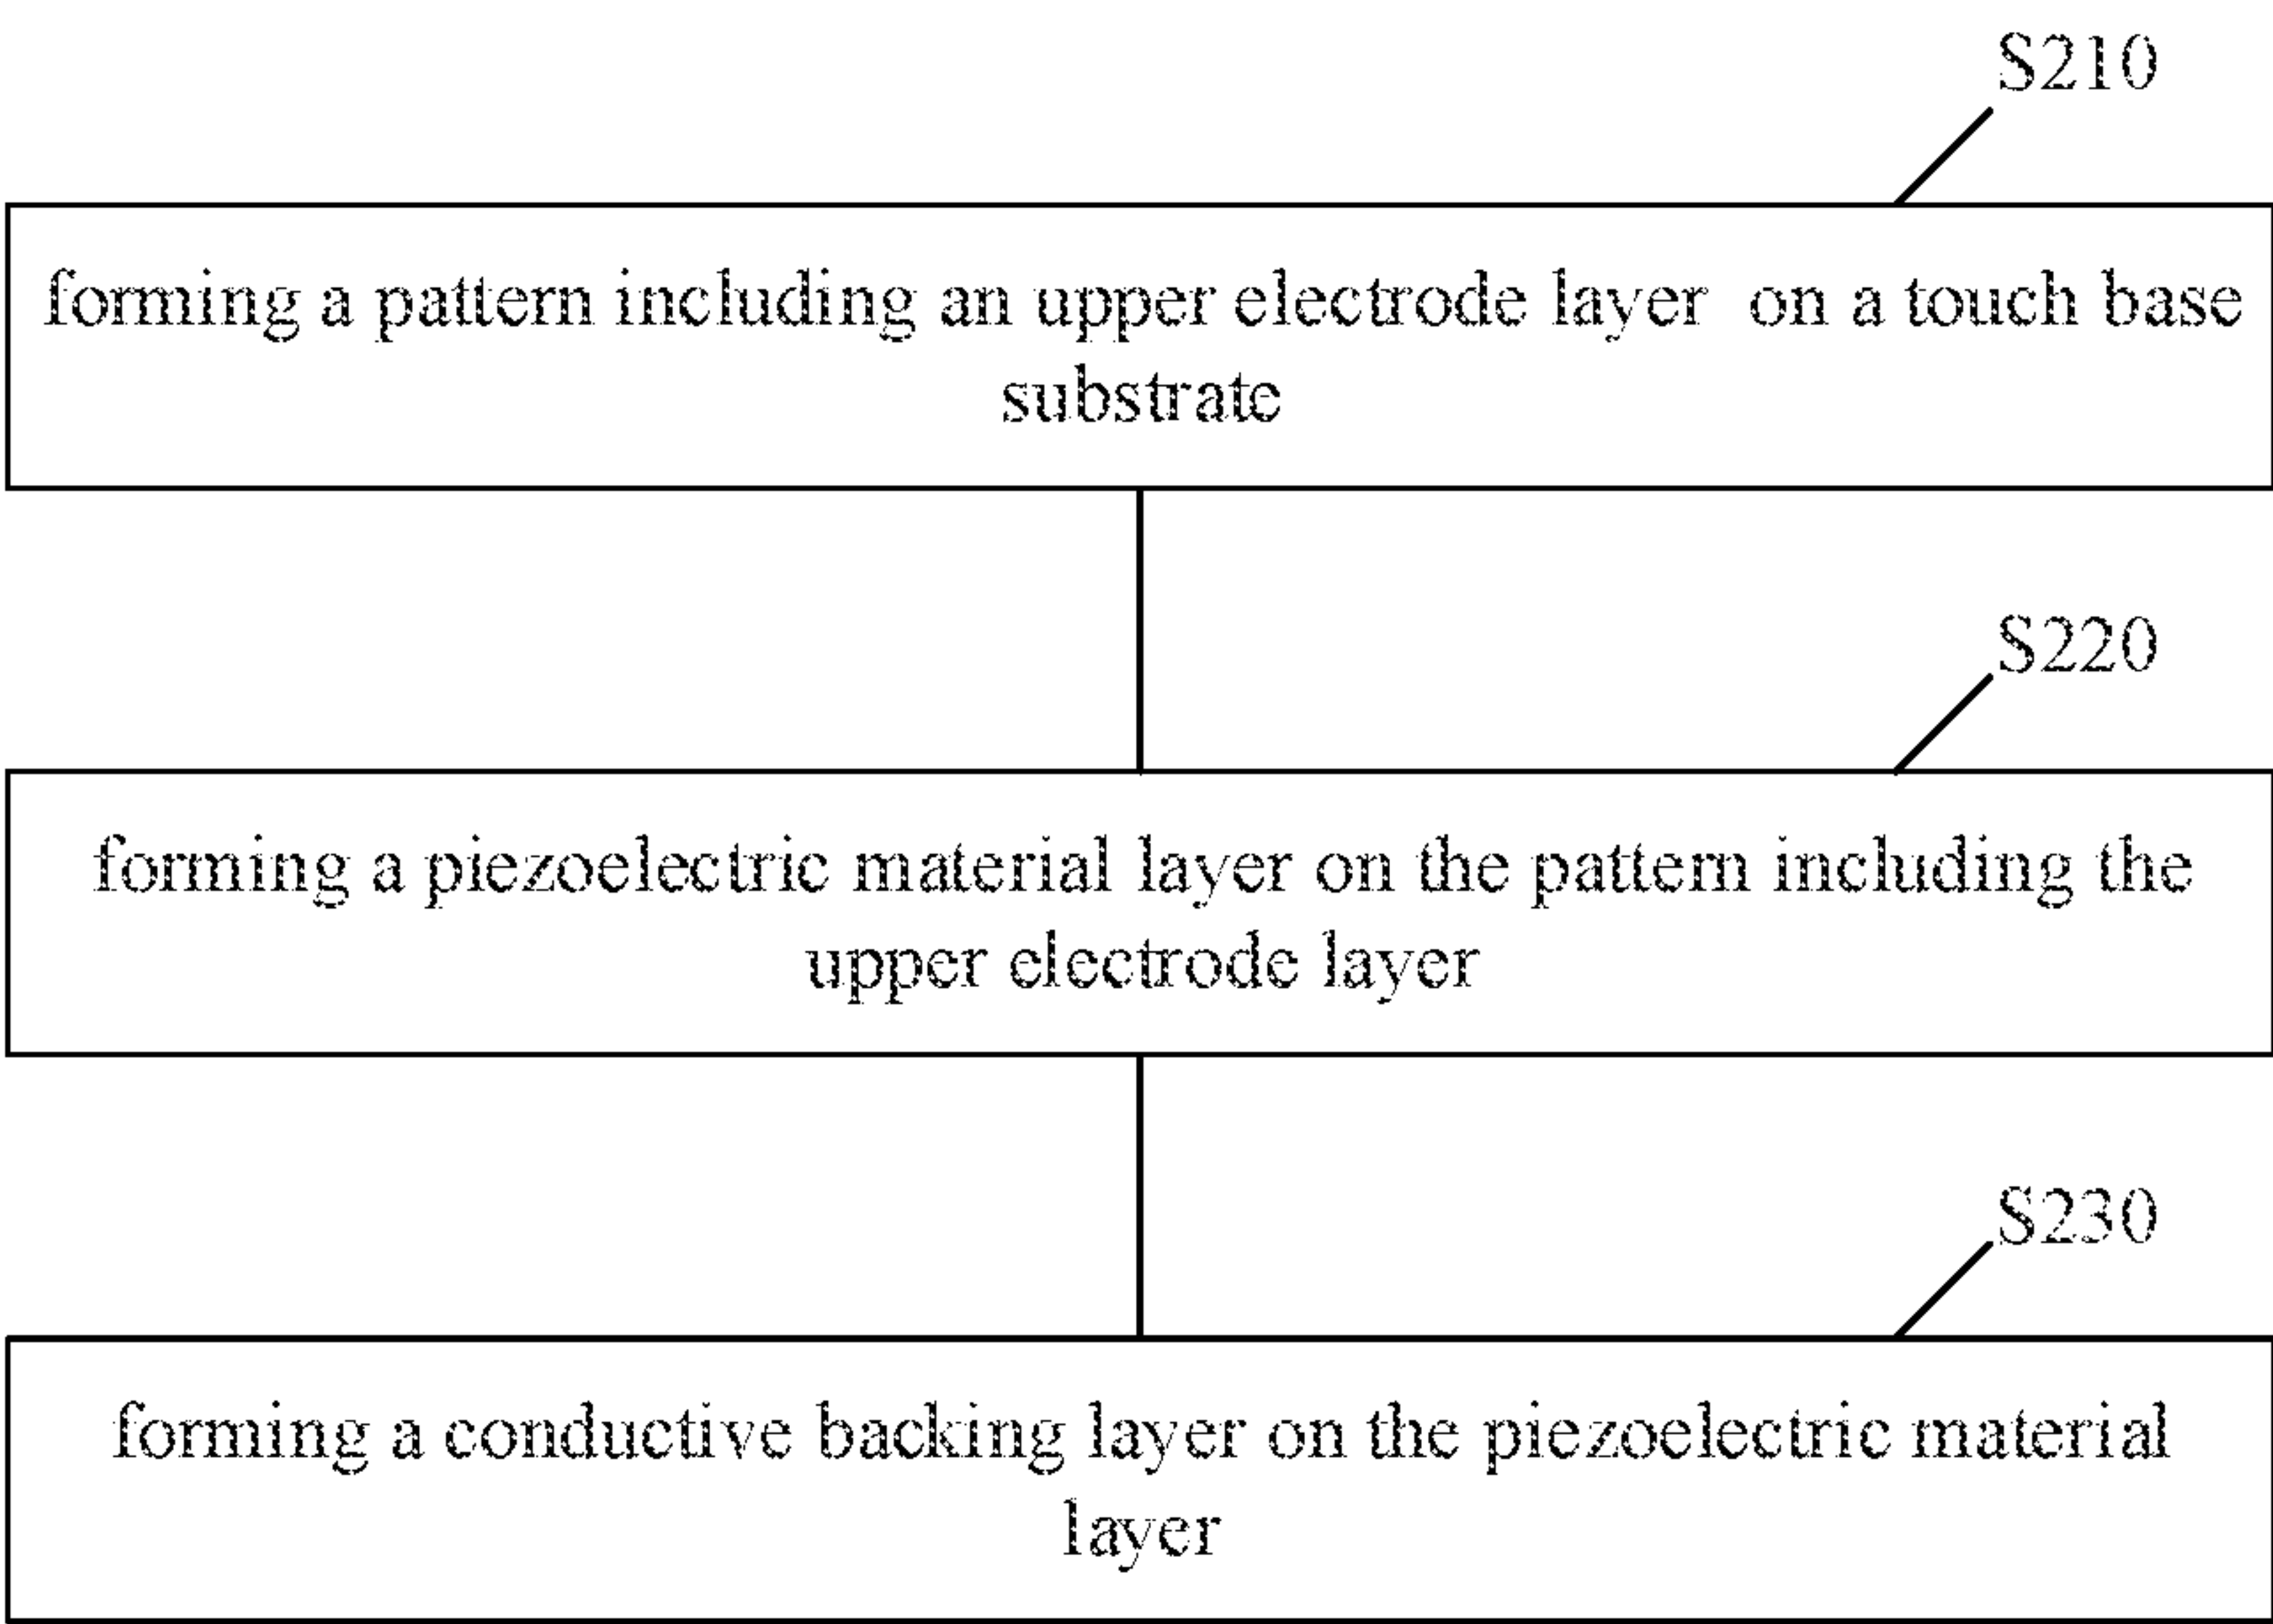 S210
forming a pattern including an upper electrode layer on a touch base
substrate
S220
forming a piezoelectric material layer on the pattern including the
upper electrode layer
S230
forming a conductive backing layer on the piezoelectric material
layer